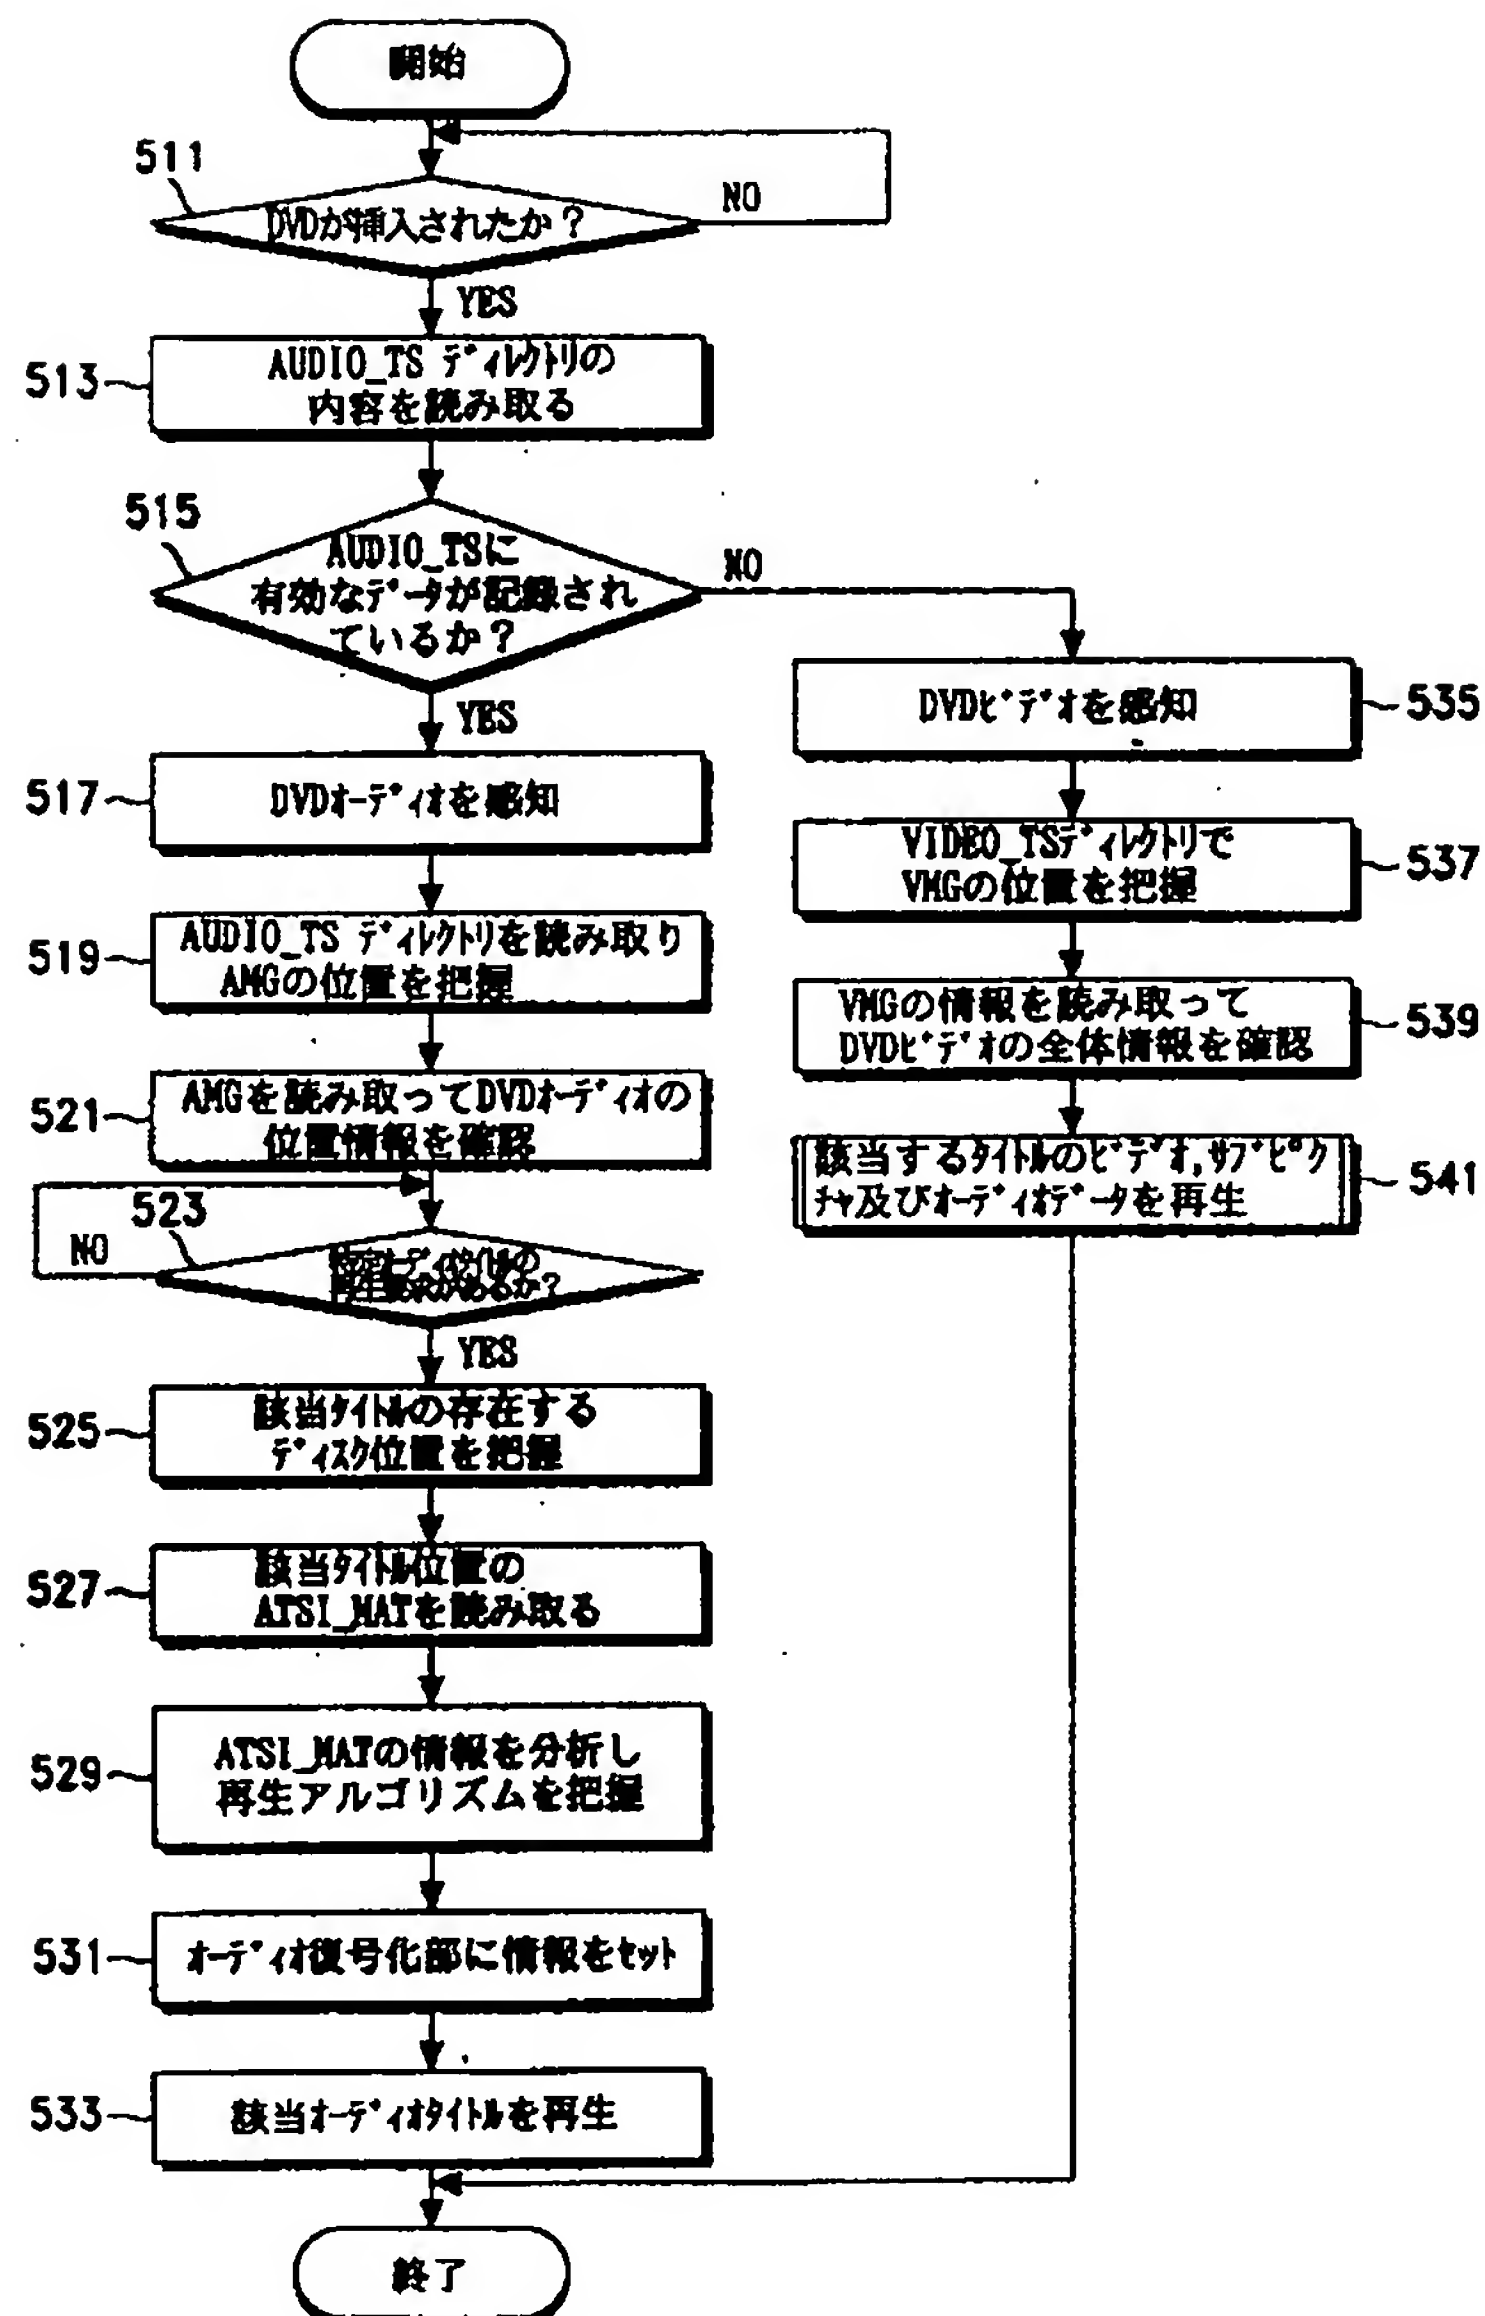 開始
511
DVDが挿入されたか？
NO
YES
513
AUDIO_TS ディレクトリの
内容を読み取る
515
AUDIO_TSに
有効なデータが記録され
ているか？
NO
YES
517
DVDオーディオを感知
519
AUDIO_TS ディレクトリを読み取り
AMGの位置を把握
521
AMGを読み取ってDVDオーディオの
位置情報を確認
523
NO
再生要求があるか？
YES
525
該当タイトルの存在する
ディスク位置を把握
527
該当タイトル位置の
ATSI_MATを読み取る
529
ATSI_MATの情報を分析し
再生アルゴリズムを把握
531
オーディオ復号化部に情報をセット
533
該当オーディオタイトルを再生
DVDビデオを感知
535
VIDEO_TSディレクトリで
VMGの位置を把握
537
VMGの情報を読み取って
DVDビデオの全体情報を確認
539
該当するタイトルのビデオ,サブピク
チャ及びオーディオデータを再生
541
終了